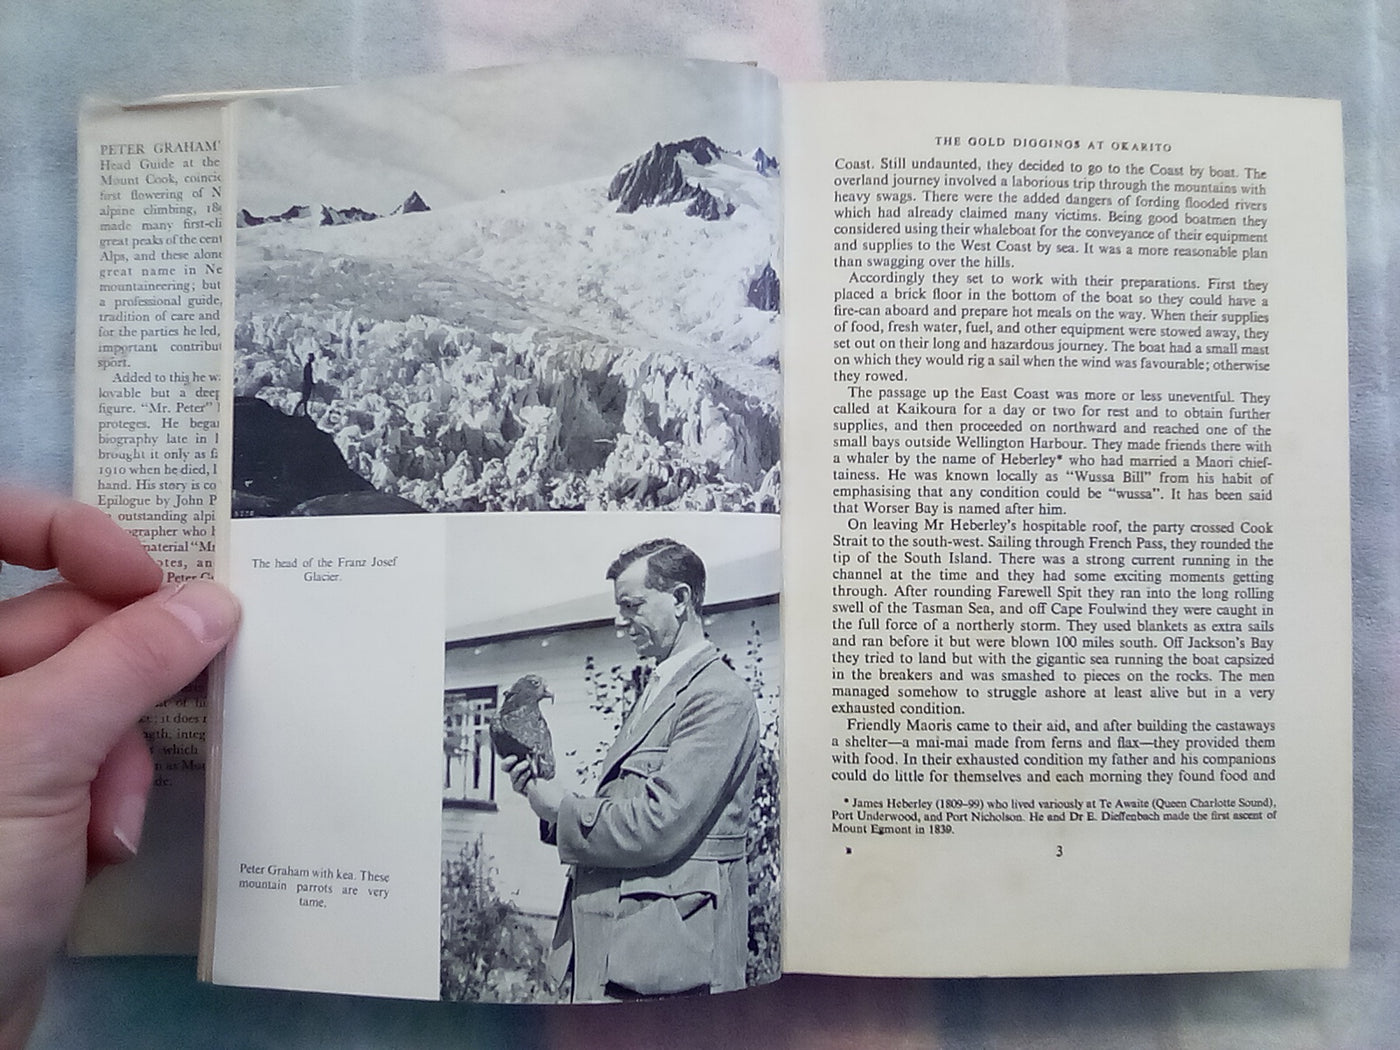 PETER GRAHAM'
Head Guide at the
Mount Cook, coincid
first flowering of N
alpine climbing, 18
made many first-cli
great peaks of the cent
Alps, and these alone
great name in Ne
mountaineering; but
a professional guide,
tradition of care and
for the parties he led,
important contribut
sport.
Added to this he wa
lovable but a deep
figure. "Mr. Peter"
proteges. He began
biography late in
brought it only as fa
1910 when he died,
hand. His story is co
Epilogue by John P
outstanding alpi
ographer who
material "Mr
otes, an
Peter G
it does
gth, integ
which
as Mou
The head of the Franz Josef
Glacier.
Peter Graham with kea. These
mountain parrots are very
tame.
THE GOLD DIGGINGS AT OKARITO
Coast. Still undaunted, they decided to go to the Coast by boat. The
overland journey involved a laborious trip through the mountains with
heavy swags. There were the added dangers of fording flooded rivers
which had already claimed many victims. Being good boatmen they
considered using their whaleboat for the conveyance of their equipment
and supplies to the West Coast by sea. It was a more reasonable plan
than swagging over the hills.
Accordingly they set to work with their preparations. First they
placed a brick floor in the bottom of the boat so they could have a
fire-can aboard and prepare hot meals on the way. When their supplies
of food, fresh water, fuel, and other equipment were stowed away, they
set out on their long and hazardous journey. The boat had a small mast
on which they would rig a sail when the wind was favourable; otherwise
they rowed.
The passage up the East Coast was more or less uneventful. They
called at Kaikoura for a day or two for rest and to obtain further
supplies, and then proceeded on northward and reached one of the
small bays outside Wellington Harbour. They made friends there with
a whaler by the name of Heberley* who had married a Maori chief-
tainess. He was known locally as "Wussa Bill" from his habit of
emphasising that any condition could be "wussa". It has been said
that Worser Bay is named after him.
On leaving Mr Heberley's hospitable roof, the party crossed Cook
Strait to the south-west. Sailing through French Pass, they rounded the
tip of the South Island. There was a strong current running in the
channel at the time and they had some exciting moments getting
through. After rounding Farewell Spit they ran into the long rolling
swell of the Tasman Sea, and off Cape Foulwind they were caught in
the full force of a northerly storm. They used blankets as extra sails
and ran before it but were blown 100 miles south. Off Jackson's Bay
they tried to land but with the gigantic sea running the boat capsized
in the breakers and was smashed to pieces on the rocks. The men
managed somehow to struggle ashore at least alive but in a very
exhausted condition.
Friendly Maoris came to their aid, and after building the castaways
a shelter—a mai-mai made from ferns and flax—they provided them
with food. In their exhausted condition my father and his companions
could do little for themselves and each morning they found food and
* James Heberley (1809–99) who lived variously at Te Awaite (Queen Charlotte Sound),
Port Underwood, and Port Nicholson. He and Dr E. Dieffenbach made the first ascent of
Mount Egmont in 1839.
3